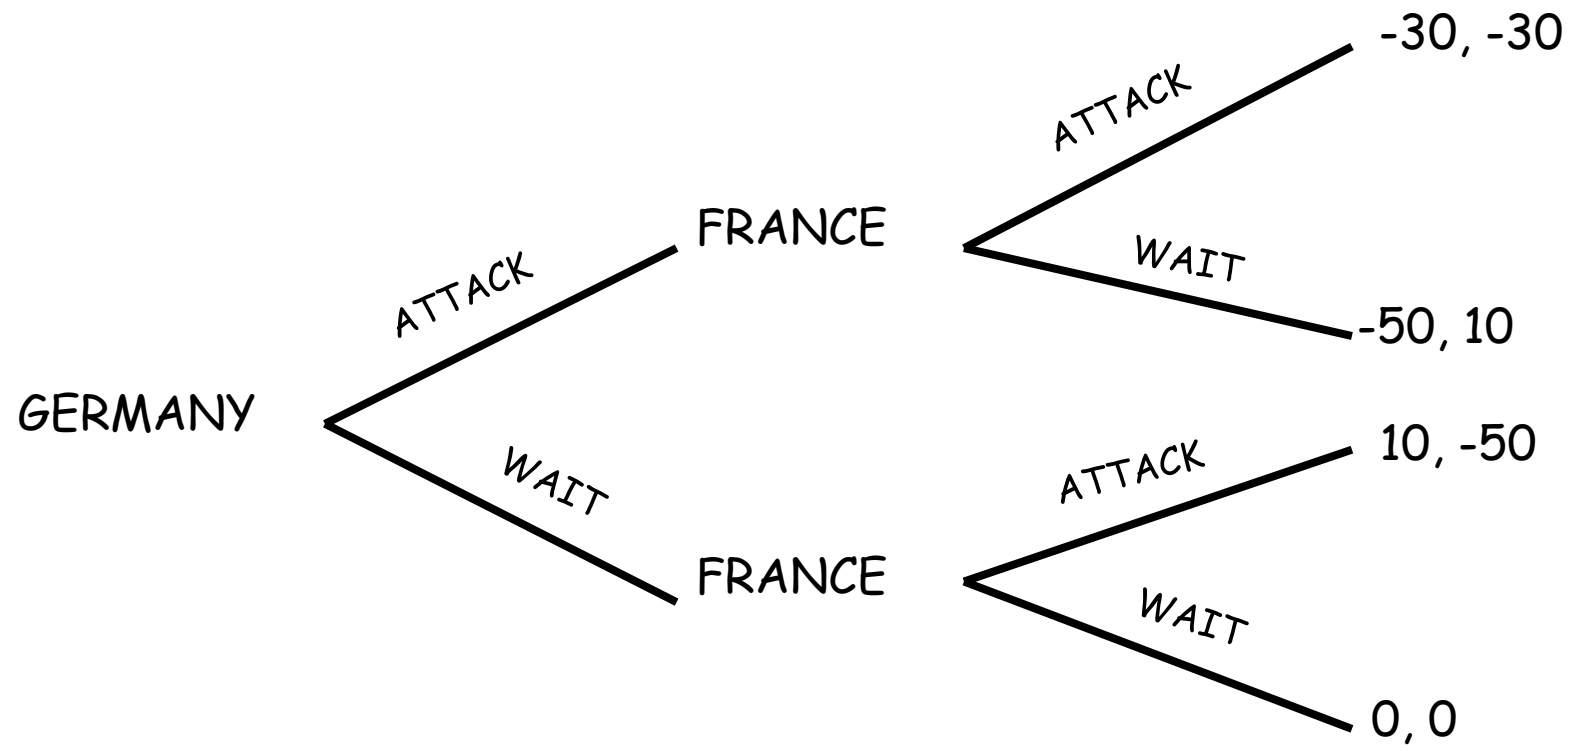 -30, -30
ATTACK
FRANCE
WAIT
ATTACK
-50, 10
GERMANY
10, -50
WAIT
ATTACK
FRANCE
WAIT
0, 0